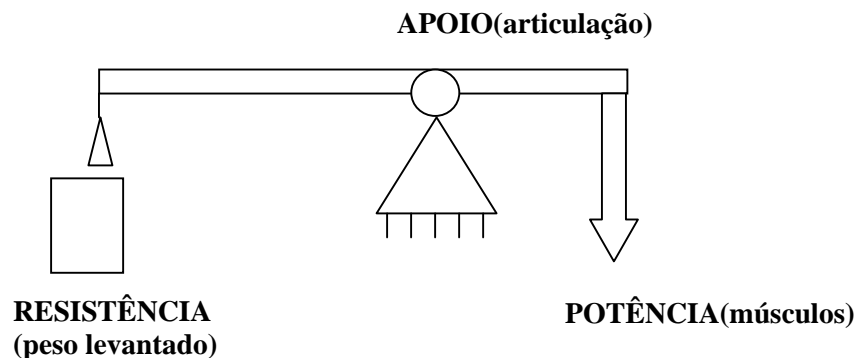 APOIO(articulação)
RESISTÊNCIA
(peso levantado)
POTÊNCIA(músculos)